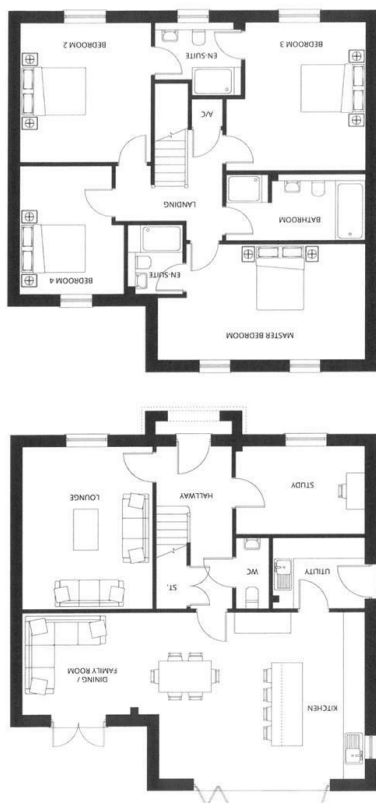 KITCHEN
DINING /
FAMILY ROOM
UTILITY
WC
ST.
STUDY
HALLWAY
LOUNGE
MASTER BEDROOM
EN-SUITE
BEDROOM 4
BATHROOM
LANDING
A/C
BEDROOM 3
EN-SUITE
BEDROOM 2